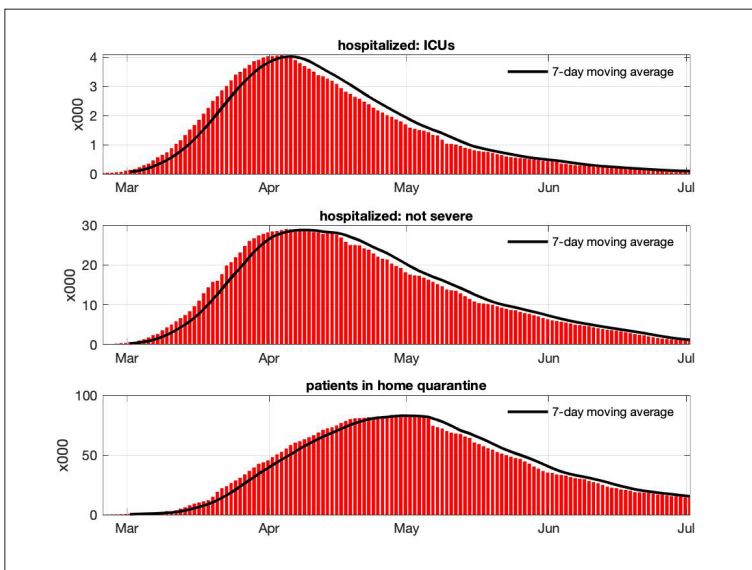 hospitalized: ICUs
4
3
2
1
0
x000
7-day moving average
Mar Apr May Jun Jul
hospitalized: not severe
30
20
10
0
x000
7-day moving average
Mar Apr May Jun Jul
patients in home quarantine
100
50
0
x000
7-day moving average
Mar Apr May Jun Jul